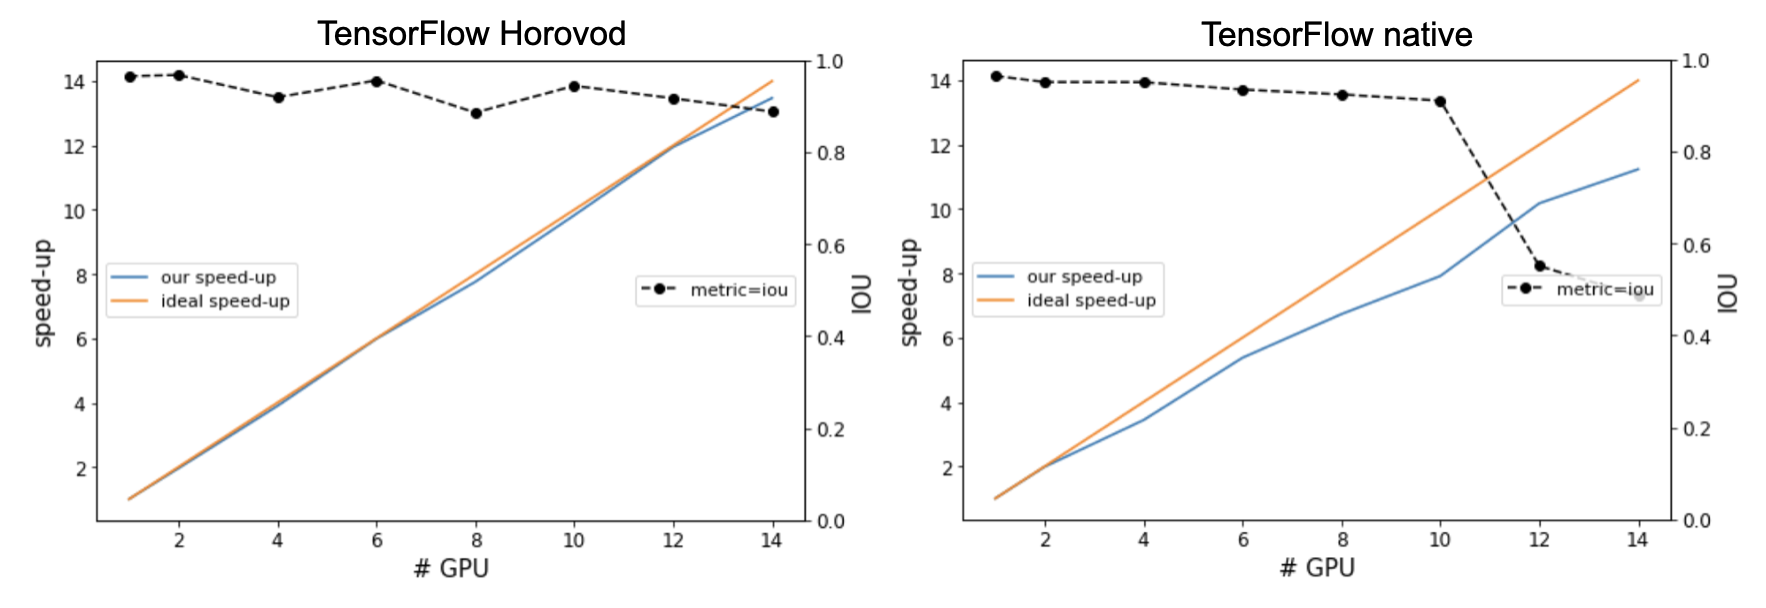 TensorFlow Horovod
14
12
10
8
6
4
2
speed-up
our speed-up
ideal speed-up
metric=iou
1.0
0.8
0.6
0.4
0.2
0.0
IOU
2 4 6 8 10 12 14
# GPU
TensorFlow native
14
12
10
8
6
4
2
speed-up
our speed-up
ideal speed-up
metric=iou
1.0
0.8
0.6
0.4
0.2
0.0
IOU
2 4 6 8 10 12 14
# GPU